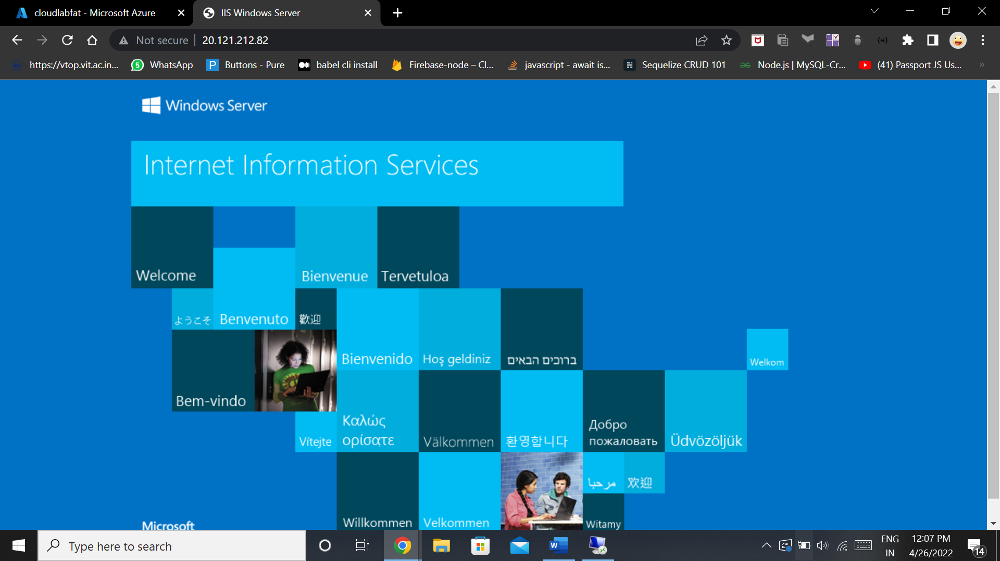 cloudlabfat - Microsoft Azure
IIS Windows Server
Not secure
20.121.212.82
https://vtop.vit.ac.in...
5
WhatsApp
P
Buttons - Pure
babel cli install
Firebase-node – Cl...
javascript - await is...
Sequelize CRUD 101
Node.js | MySQL-Cr...
(41) Passport JS Us...
»
Windows Server
Internet Information Services
Welcome
Bienvenue
Tervetuloa
ようこそ
Benvenuto
歡迎
Bienvenido
Hoş geldiniz
ברוכים הבאים
Welkom
Bem-vindo
Vítejte
Καλώς
ορίσατε
Välkommen
환영합니다
Добро
пожаловать
Üdvözöljük
Willkommen
Velkommen
مرحبا
欢迎
Witamy
Microsoft
Type here to search
W
ENG
IN
12:07 PM
4/26/2022
14